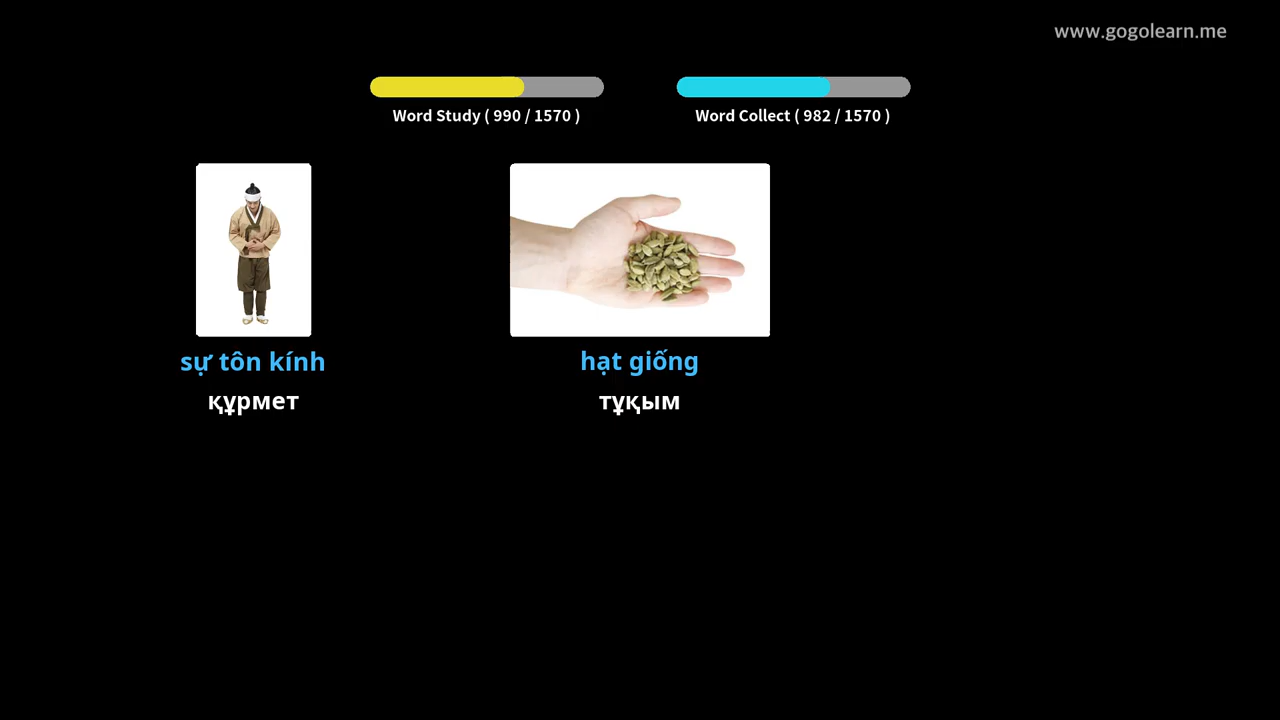 www.gogolearn.me
Word Study ( 990 / 1570 )
Word Collect ( 982 / 1570 )
sự tôn kính
құрмет
hạt giống
тұқым